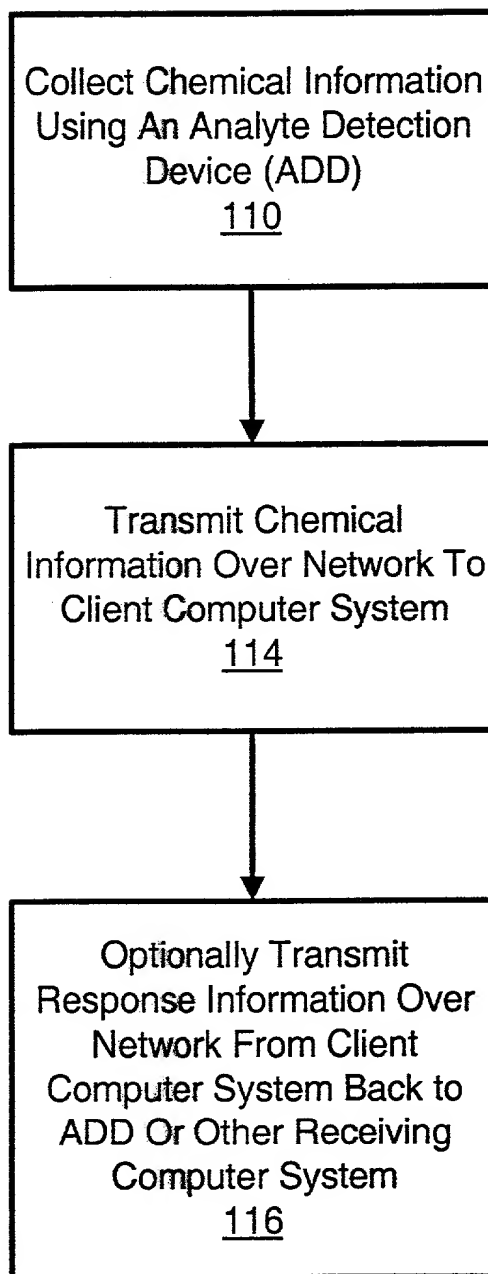 Collect Chemical Information
Using An Analyte Detection
Device (ADD)
110
Transmit Chemical
Information Over Network To
Client Computer System
114
Optionally Transmit
Response Information Over
Network From Client
Computer System Back to
ADD Or Other Receiving
Computer System
116